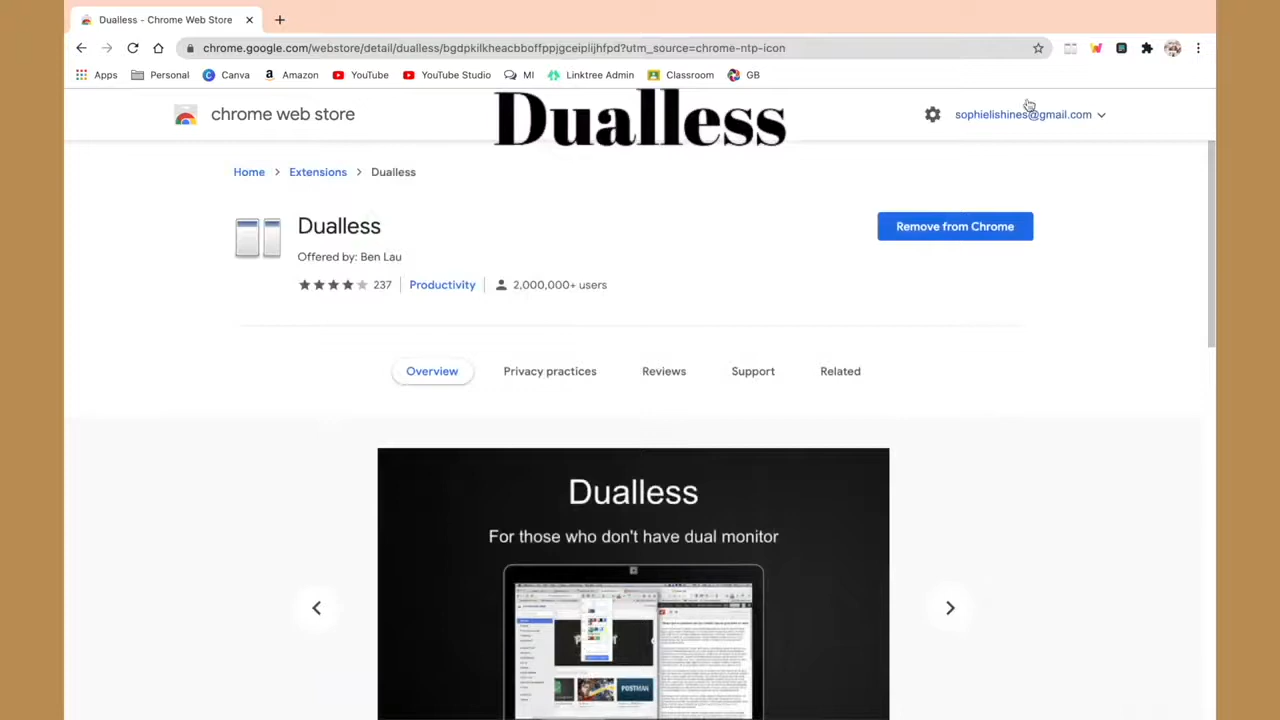 Dualless - Chrome Web Store
chrome.google.com/webstore/detail/dualless/bgdpkilkheacbboffppjgceiplijhfpd?utm_source=chrome-ntp-icon
Apps Personal Canva Amazon YouTube YouTube Studio MI Linktree Admin Classroom GB
chrome web store
Dualless
sophielishines@gmail.com
Home > Extensions > Dualless
Dualless
Remove from Chrome
Offered by: Ben Lau
237 Productivity 2,000,000+ users
Overview Privacy practices Reviews Support Related
Dualless
For those who don't have dual monitor
POSTMAN